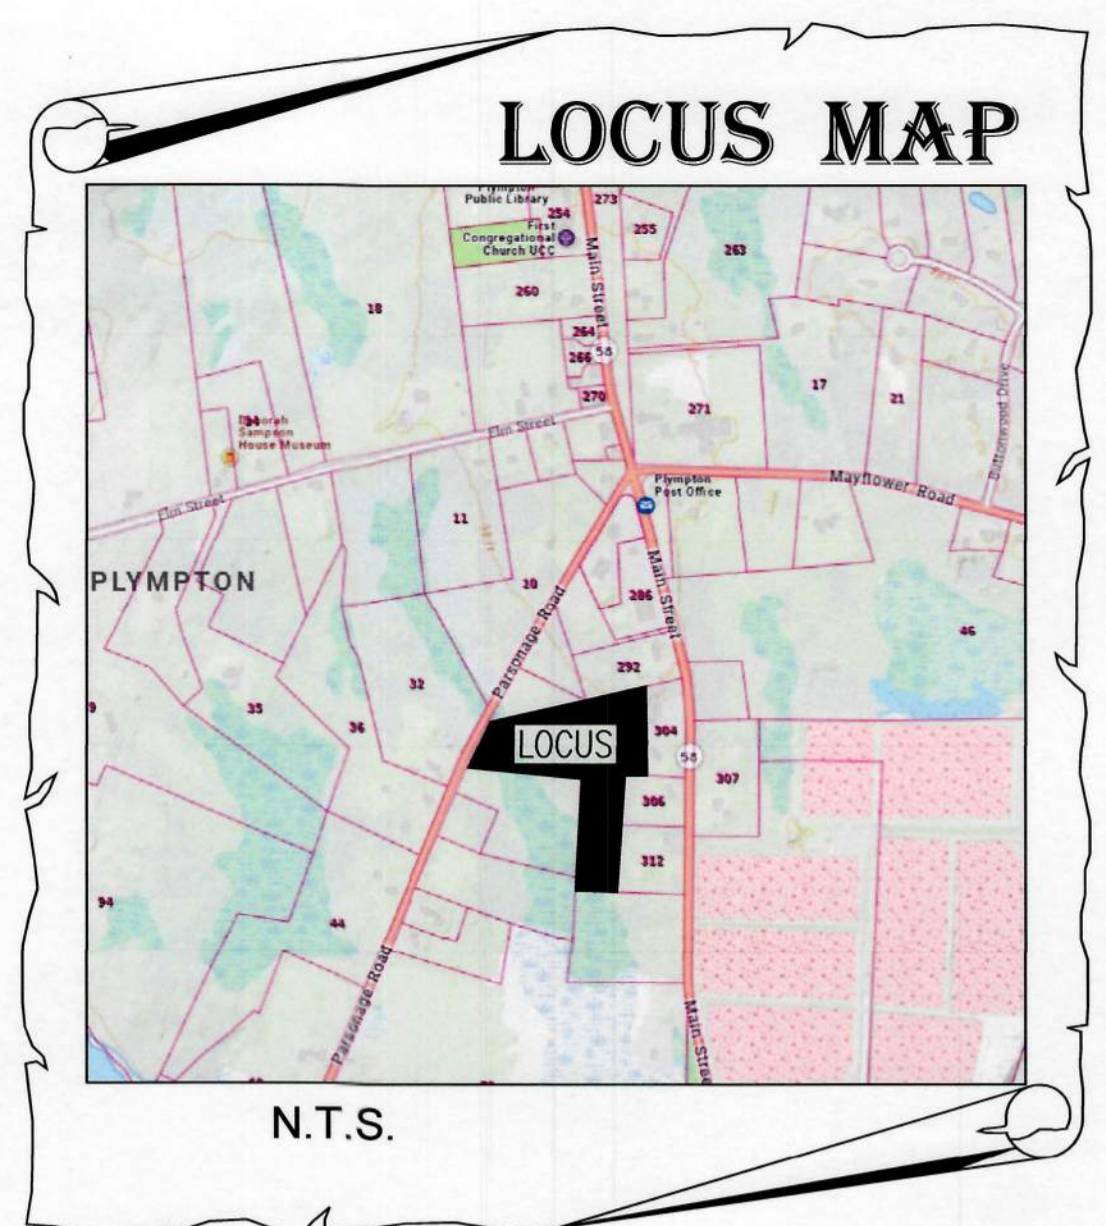 LOCUS MAP
Plympton
Public Library
254
273
255
263
First
Congregational
Church UCC
260
18
264
266
58
270
Main Street
271
17
21
Buttonwood Drive
Elm Street
Deborah
Sampson
House Museum
Elm Street
Mayflower Road
Plympton
Post Office
11
PLYMPTON
10
286
Main Street
46
Parsonage Road
292
32
35
36
9
LOCUS
304
58
307
306
312
94
44
Parsonage Road
Main Stree
N.T.S.